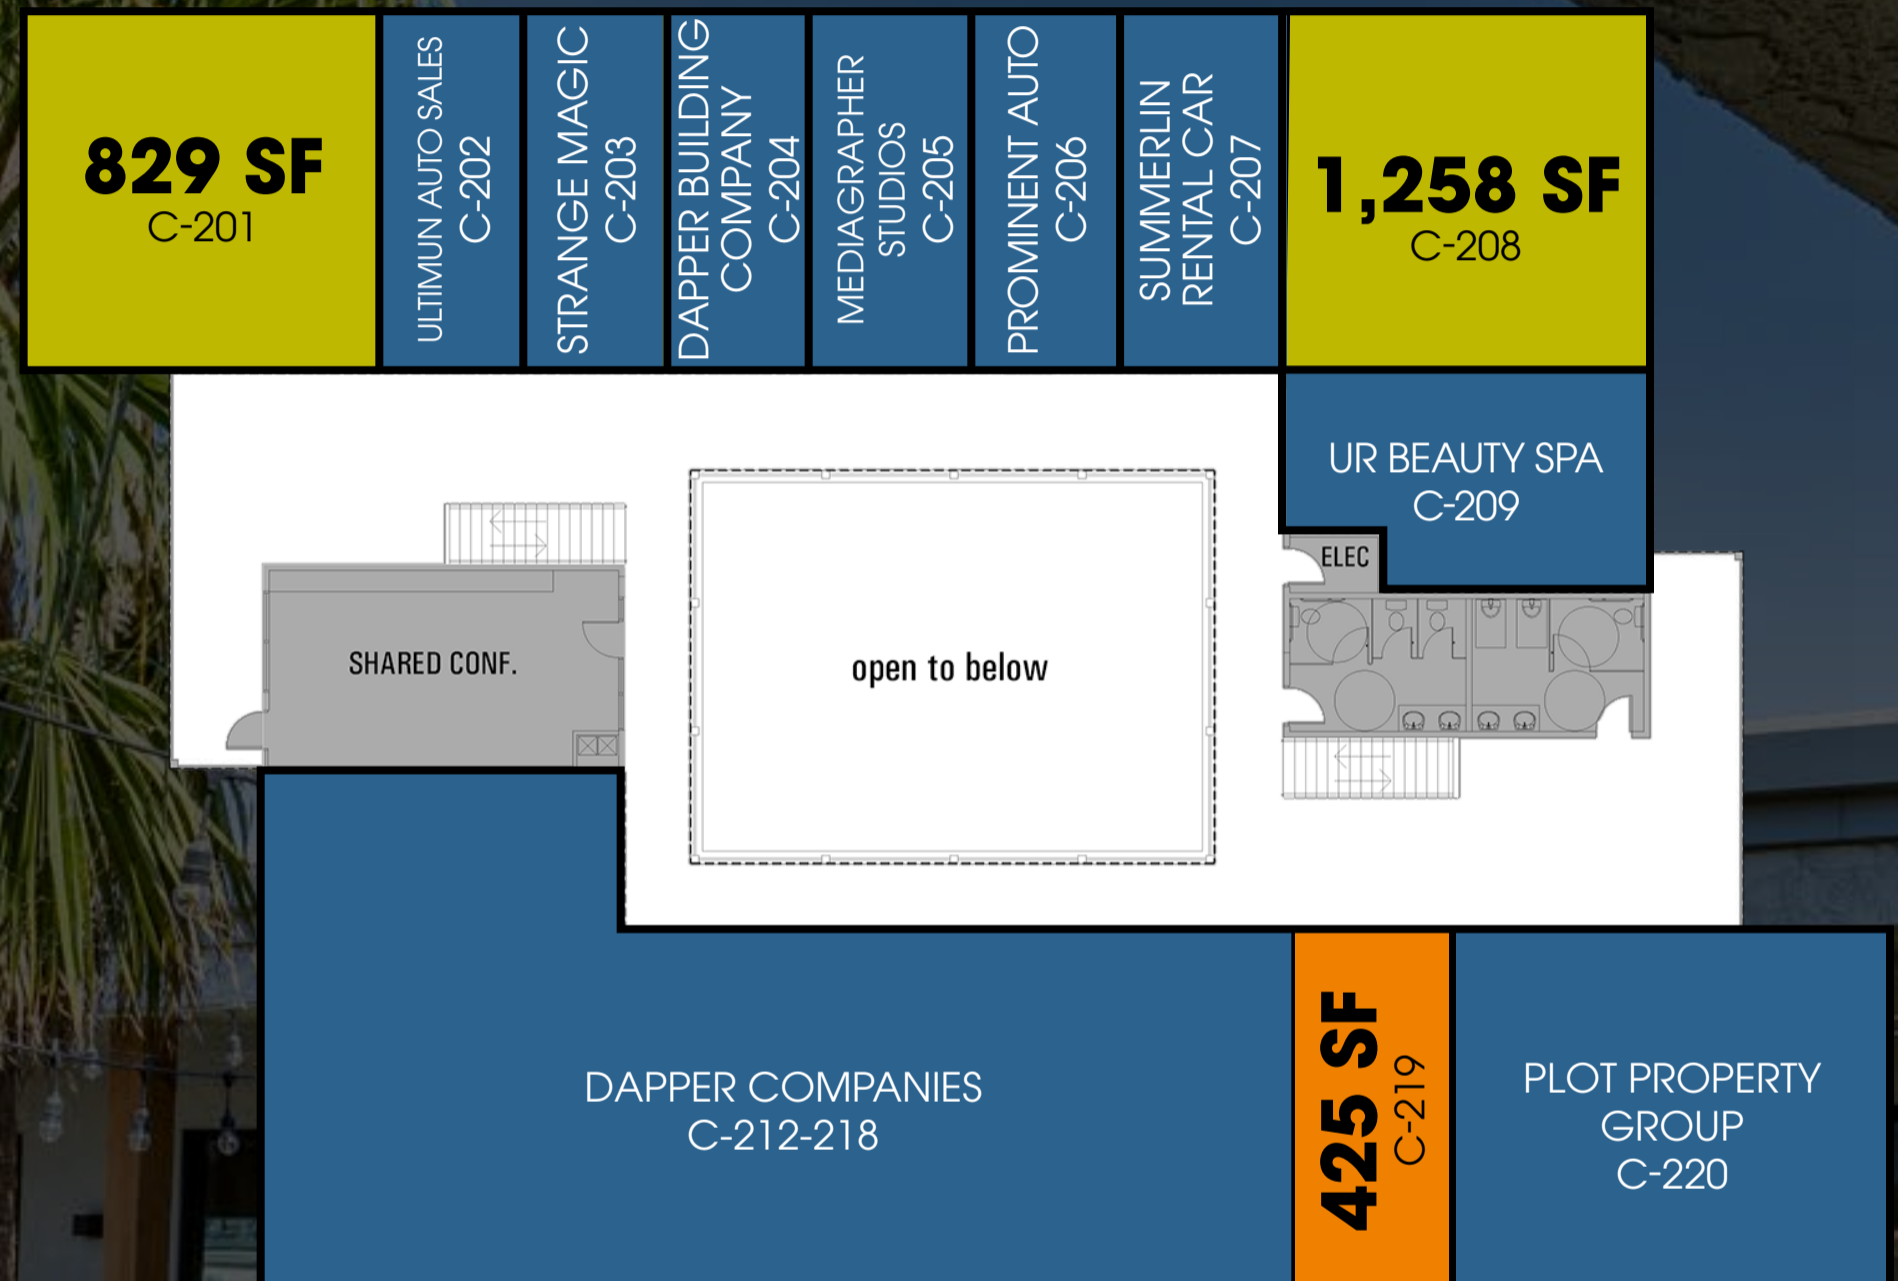 829 SF
C-201
ULTIMUN AUTO SALES
C-202
STRANGE MAGIC
C-203
DAPPER BUILDING
COMPANY
C-204
MEDIAGRAPHER
STUDIOS
C-205
PROMINENT AUTO
C-206
SUMMERLIN
RENTAL CAR
C-207
1,258 SF
C-208
UR BEAUTY SPA
C-209
ELEC
SHARED CONF.
open to below
DAPPER COMPANIES
C-212-218
425 SF
C-219
PLOT PROPERTY
GROUP
C-220